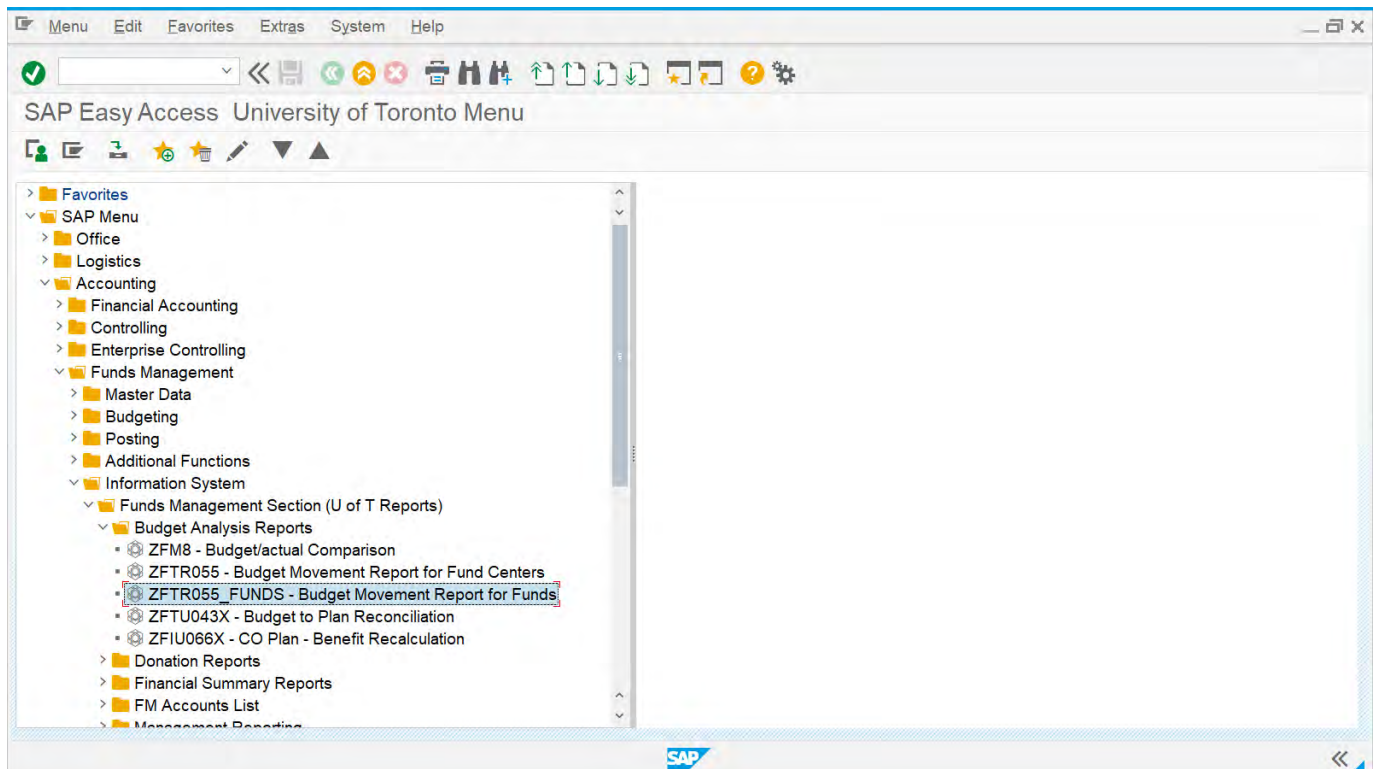 Menu Edit Favorites Extras System Help
SAP Easy Access University of Toronto Menu
Favorites
SAP Menu
Office
Logistics
Accounting
Financial Accounting
Controlling
Enterprise Controlling
Funds Management
Master Data
Budgeting
Posting
Additional Functions
Information System
Funds Management Section (U of T Reports)
Budget Analysis Reports
ZFM8 - Budget/actual Comparison
ZFTR055 - Budget Movement Report for Fund Centers
ZFTR055_FUNDS - Budget Movement Report for Funds
ZFTU043X - Budget to Plan Reconciliation
ZFIU066X - CO Plan - Benefit Recalculation
Donation Reports
Financial Summary Reports
FM Accounts List
Management Reporting
SAP